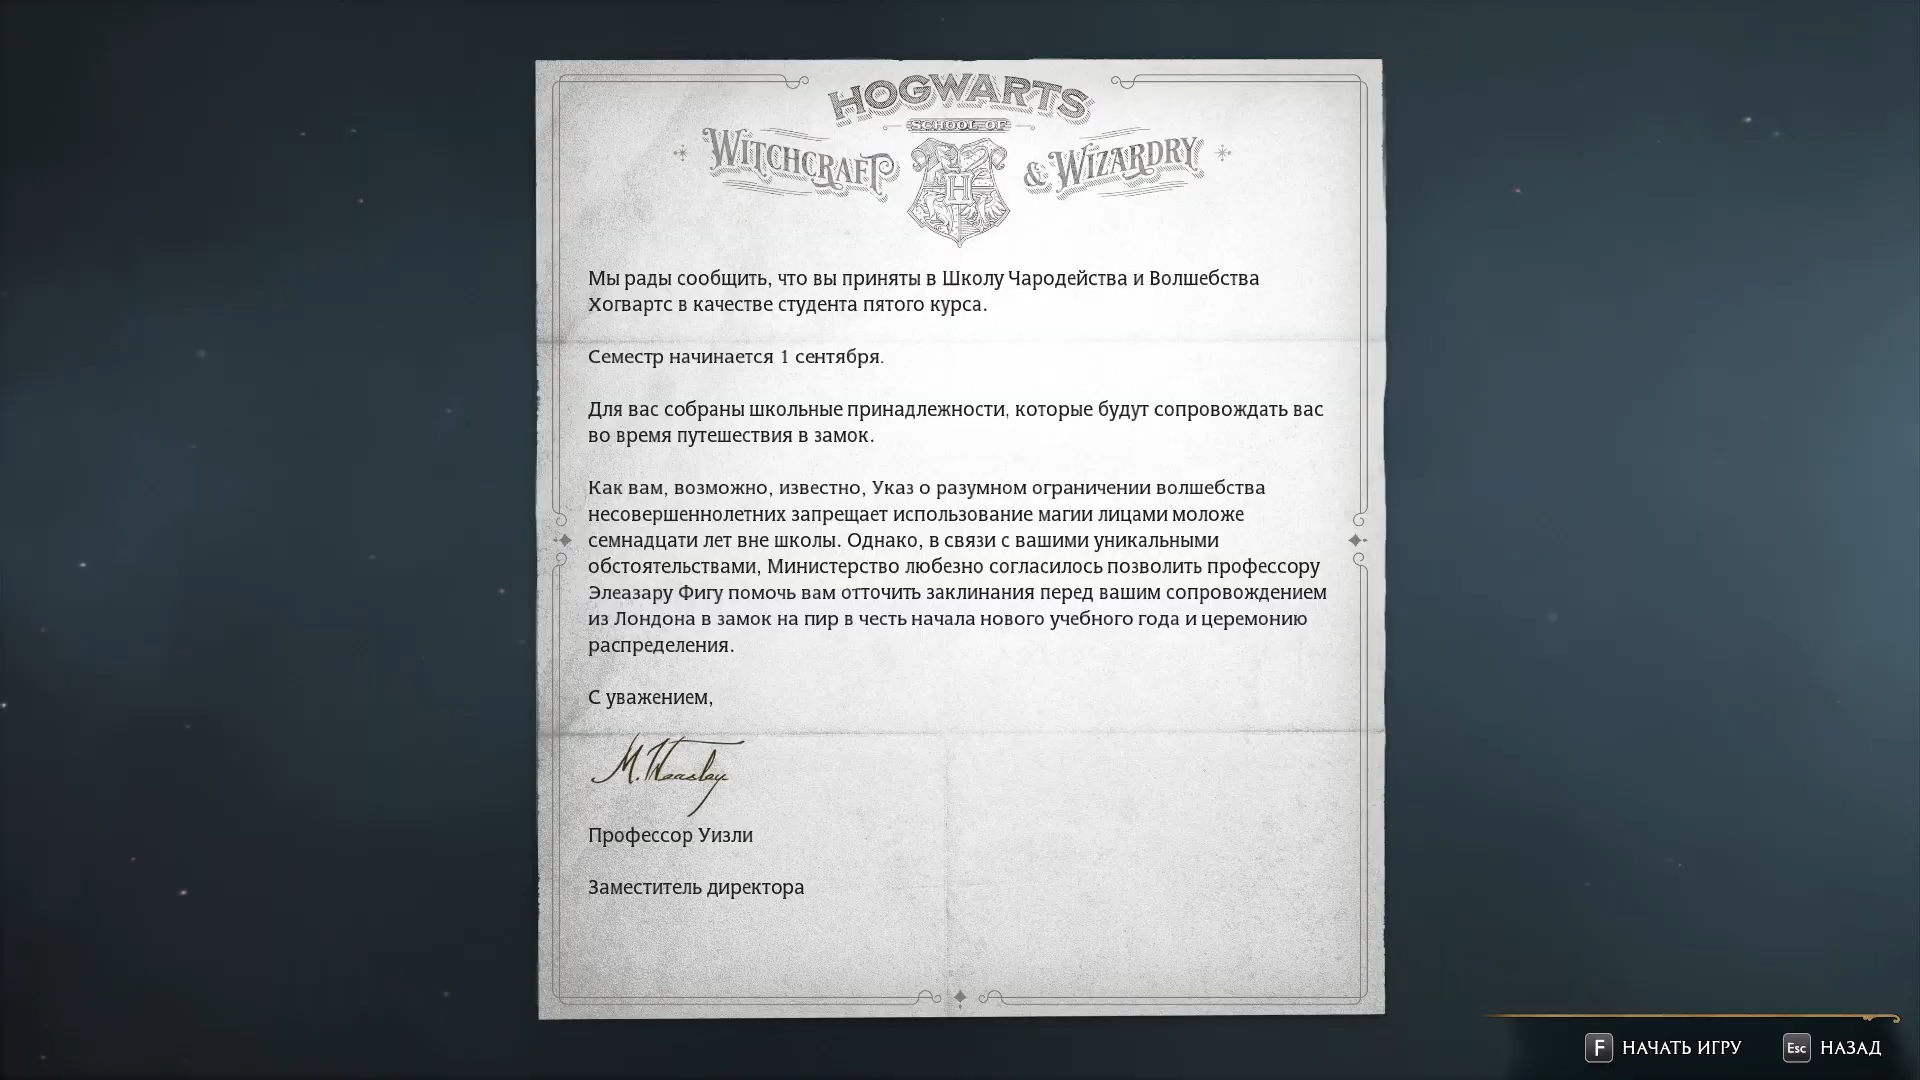 HOGWARTS
SCHOOL OF
WITCHCRAFT & WIZARDRY
H
Мы рады сообщить, что вы приняты в Школу Чародейства и Волшебства
Хогвартс в качестве студента пятого курса.
Семестр начинается 1 сентября.
Для вас собраны школьные принадлежности, которые будут сопровождать вас
во время путешествия в замок.
Как вам, возможно, известно, Указ о разумном ограничении волшебства
несовершеннолетних запрещает использование магии лицами моложе
семнадцати лет вне школы. Однако, в связи с вашими уникальными
обстоятельствами, Министерство любезно согласилось позволить профессору
Элеазару Фигу помочь вам отточить заклинания перед вашим сопровождением
из Лондона в замок на пир в честь начала нового учебного года и церемонию
распределения.
С уважением,
M. Weasley
Профессор Уизли
Заместитель директора
F НАЧАТЬ ИГРУ Esc НАЗАД